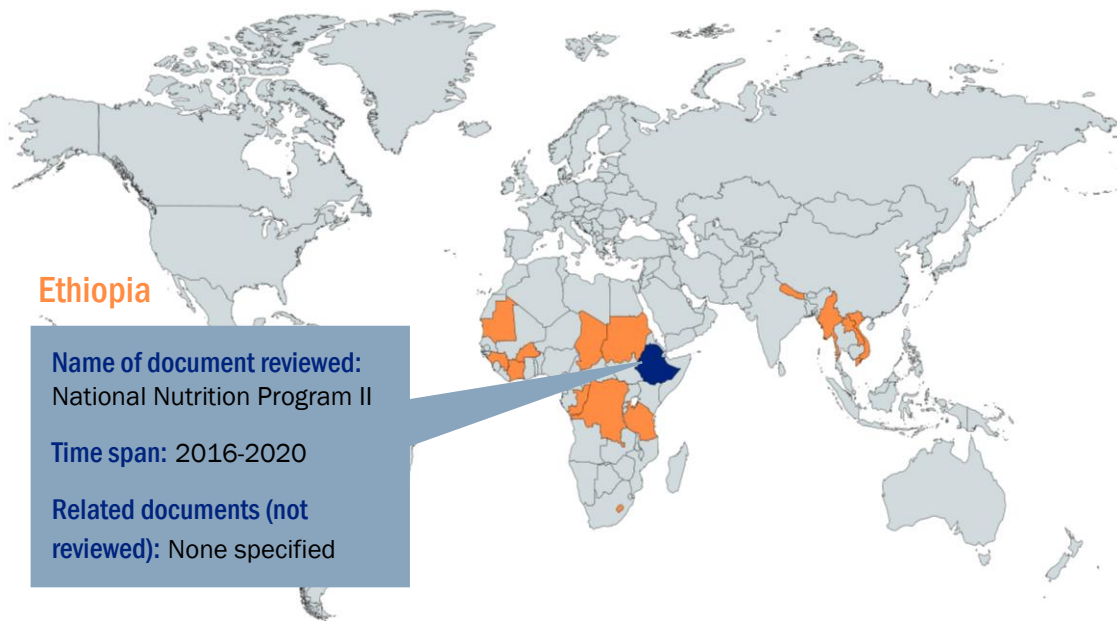 Ethiopia
Name of document reviewed:
National Nutrition Program II
Time span: 2016-2020
Related documents (not
reviewed): None specified